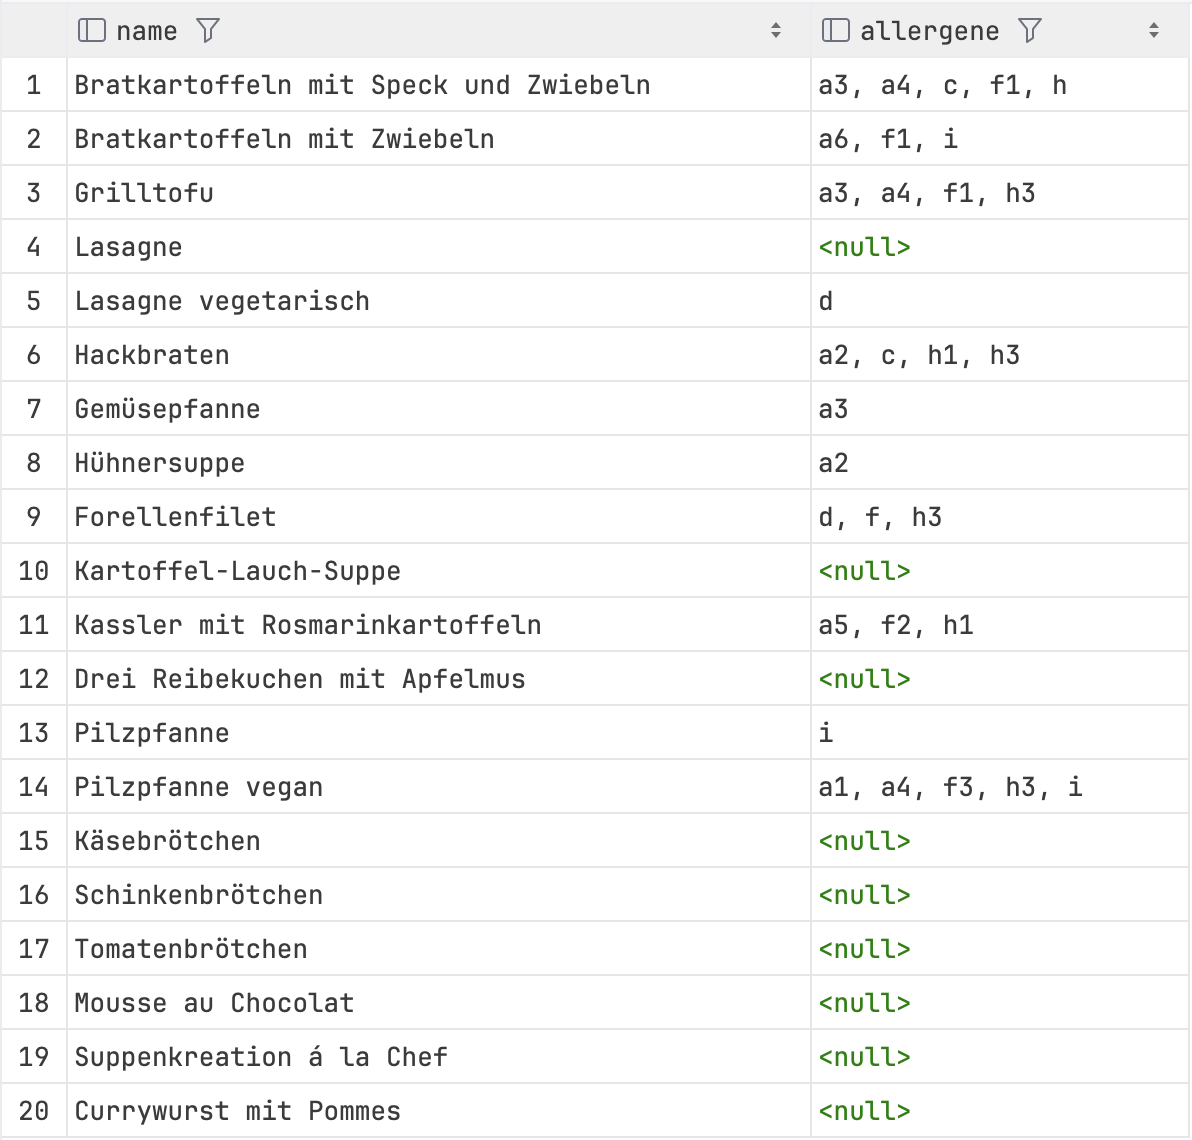 name allergene
1 Bratkartoffeln mit Speck und Zwiebeln a3, a4, c, f1, h
2 Bratkartoffeln mit Zwiebeln a6, f1, i
3 Grilltofu a3, a4, f1, h3
4 Lasagne <null>
5 Lasagne vegetarisch d
6 Hackbraten a2, c, h1, h3
7 Gemüsepfanne a3
8 Hühnersuppe a2
9 Forellenfilet d, f, h3
10 Kartoffel-Lauch-Suppe <null>
11 Kassler mit Rosmarinkartoffeln a5, f2, h1
12 Drei Reibekuchen mit Apfelmus <null>
13 Pilzpfanne i
14 Pilzpfanne vegan a1, a4, f3, h3, i
15 Käsebrötchen <null>
16 Schinkenbrötchen <null>
17 Tomatenbrötchen <null>
18 Mousse au Chocolat <null>
19 Suppenkreation á la Chef <null>
20 Currywurst mit Pommes <null>